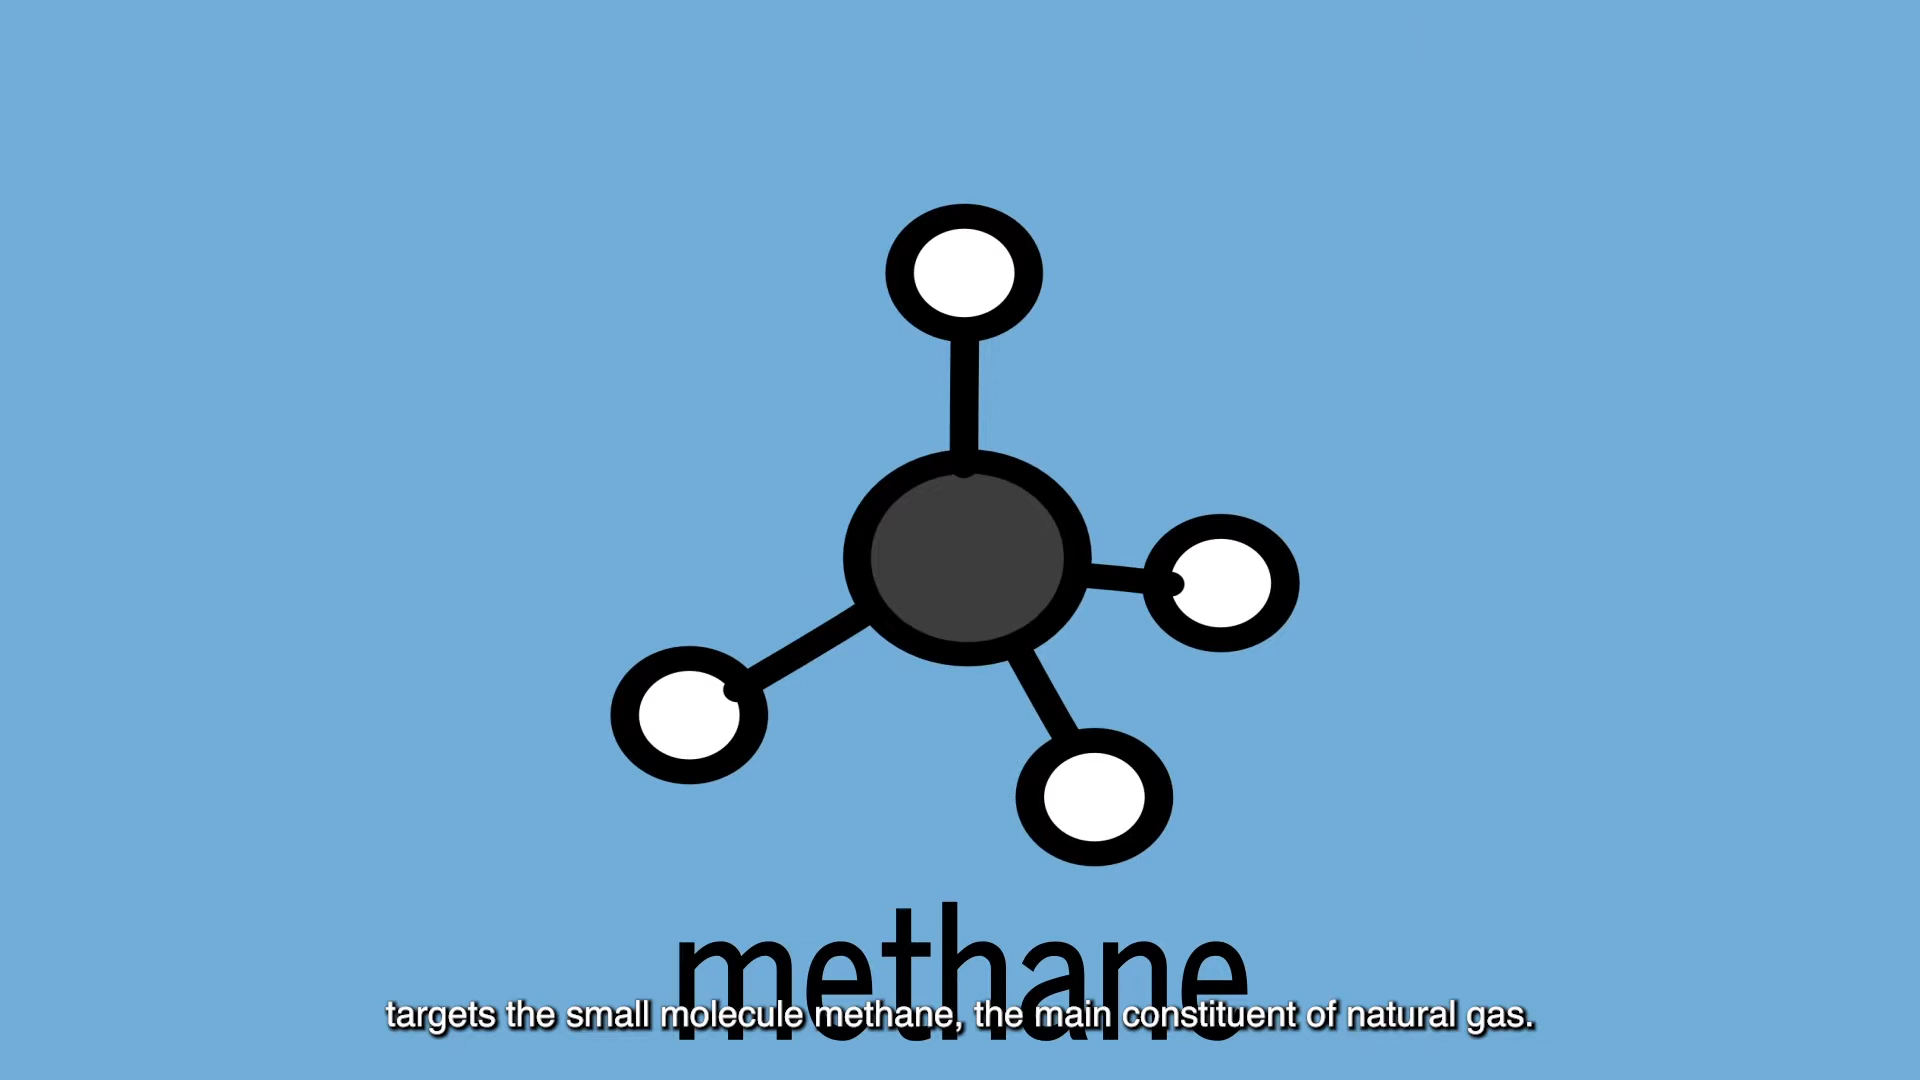 methane
targets the small molecule methane, the main constituent of natural gas.